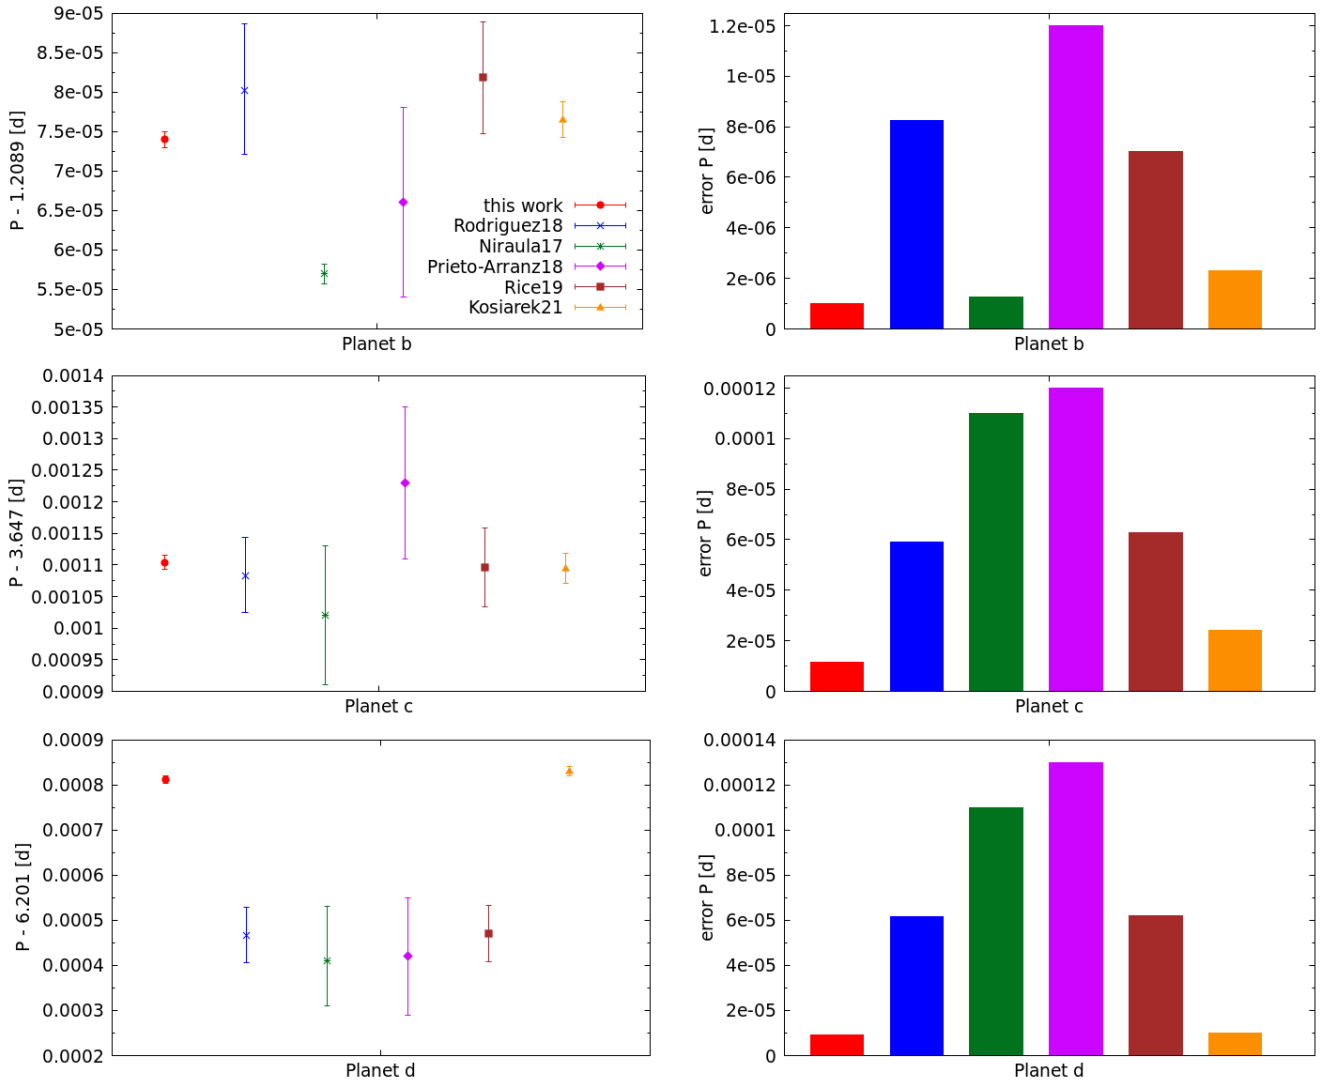 9e-05
8.5e-05
8e-05
7.5e-05
7e-05
6.5e-05
6e-05
5.5e-05
5e-05
P - 1.2089 [d]
this work
Rodriguez18
Niraula17
Prieto-Arranz18
Rice19
Kosiarek21
Planet b
1.2e-05
1e-05
8e-06
6e-06
4e-06
2e-06
0
error P [d]
Planet b
0.0014
0.00135
0.0013
0.00125
0.0012
0.00115
0.0011
0.00105
0.001
0.00095
0.0009
P - 3.647 [d]
Planet c
0.00012
0.0001
8e-05
6e-05
4e-05
2e-05
0
error P [d]
Planet c
0.0009
0.0008
0.0007
0.0006
0.0005
0.0004
0.0003
0.0002
P - 6.201 [d]
Planet d
0.00014
0.00012
0.0001
8e-05
6e-05
4e-05
2e-05
0
error P [d]
Planet d